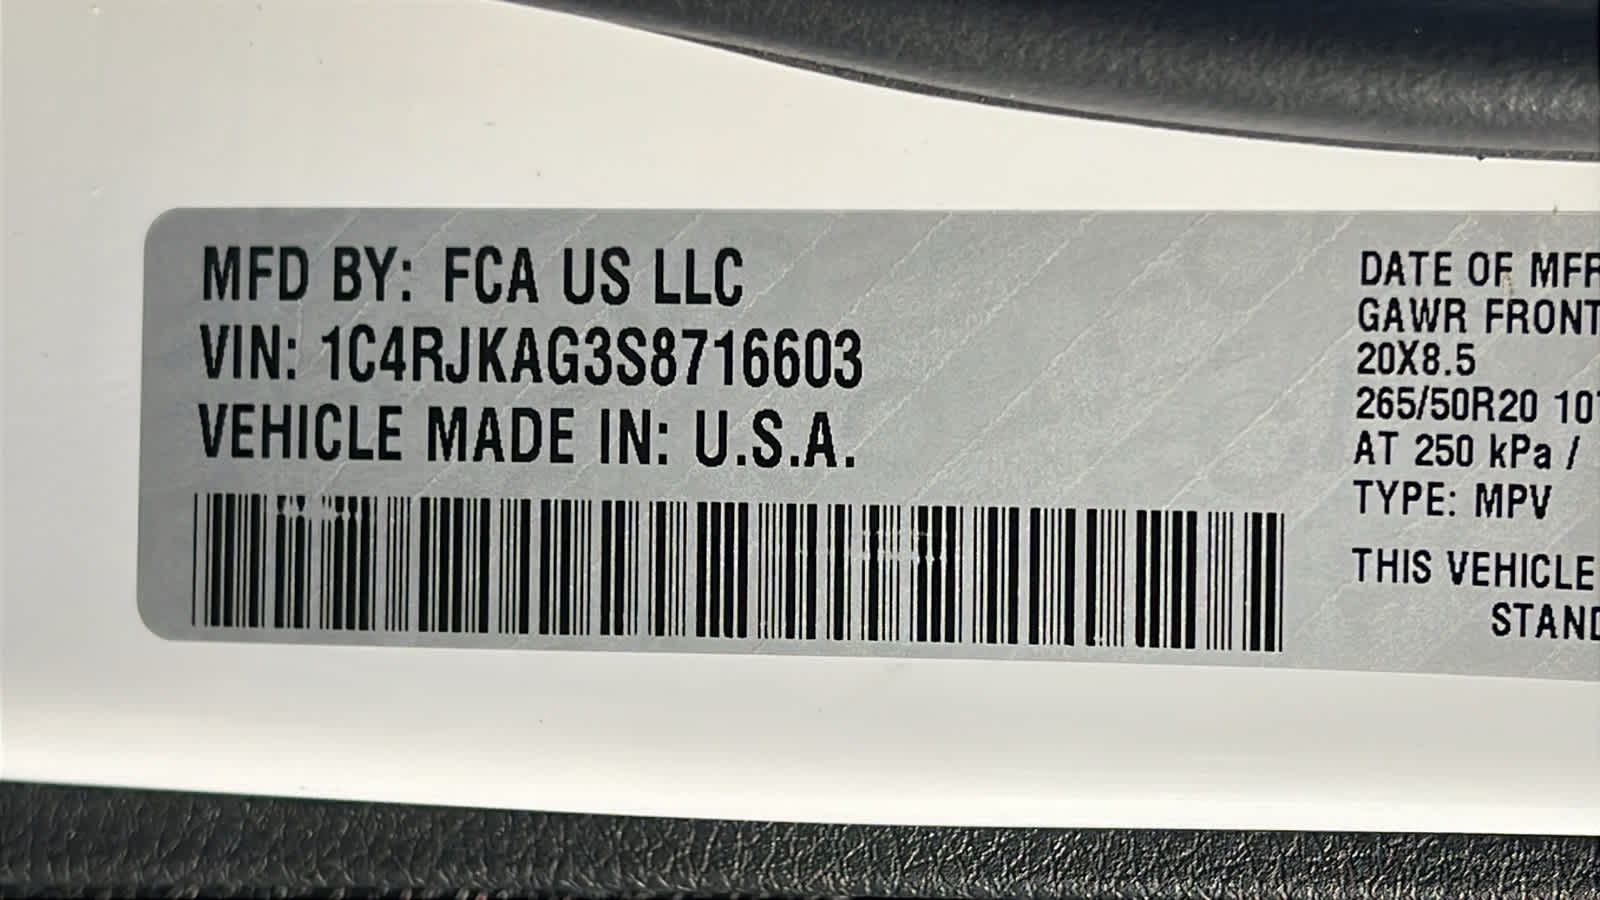 MFD BY: FCA US LLC
VIN: 1C4RJKAG3S8716603
VEHICLE MADE IN: U.S.A.
DATE OF MFR
GAWR FRONT
20X8.5
265/50R20 10
AT 250 kPa /
TYPE: MPV
THIS VEHICLE
STAND